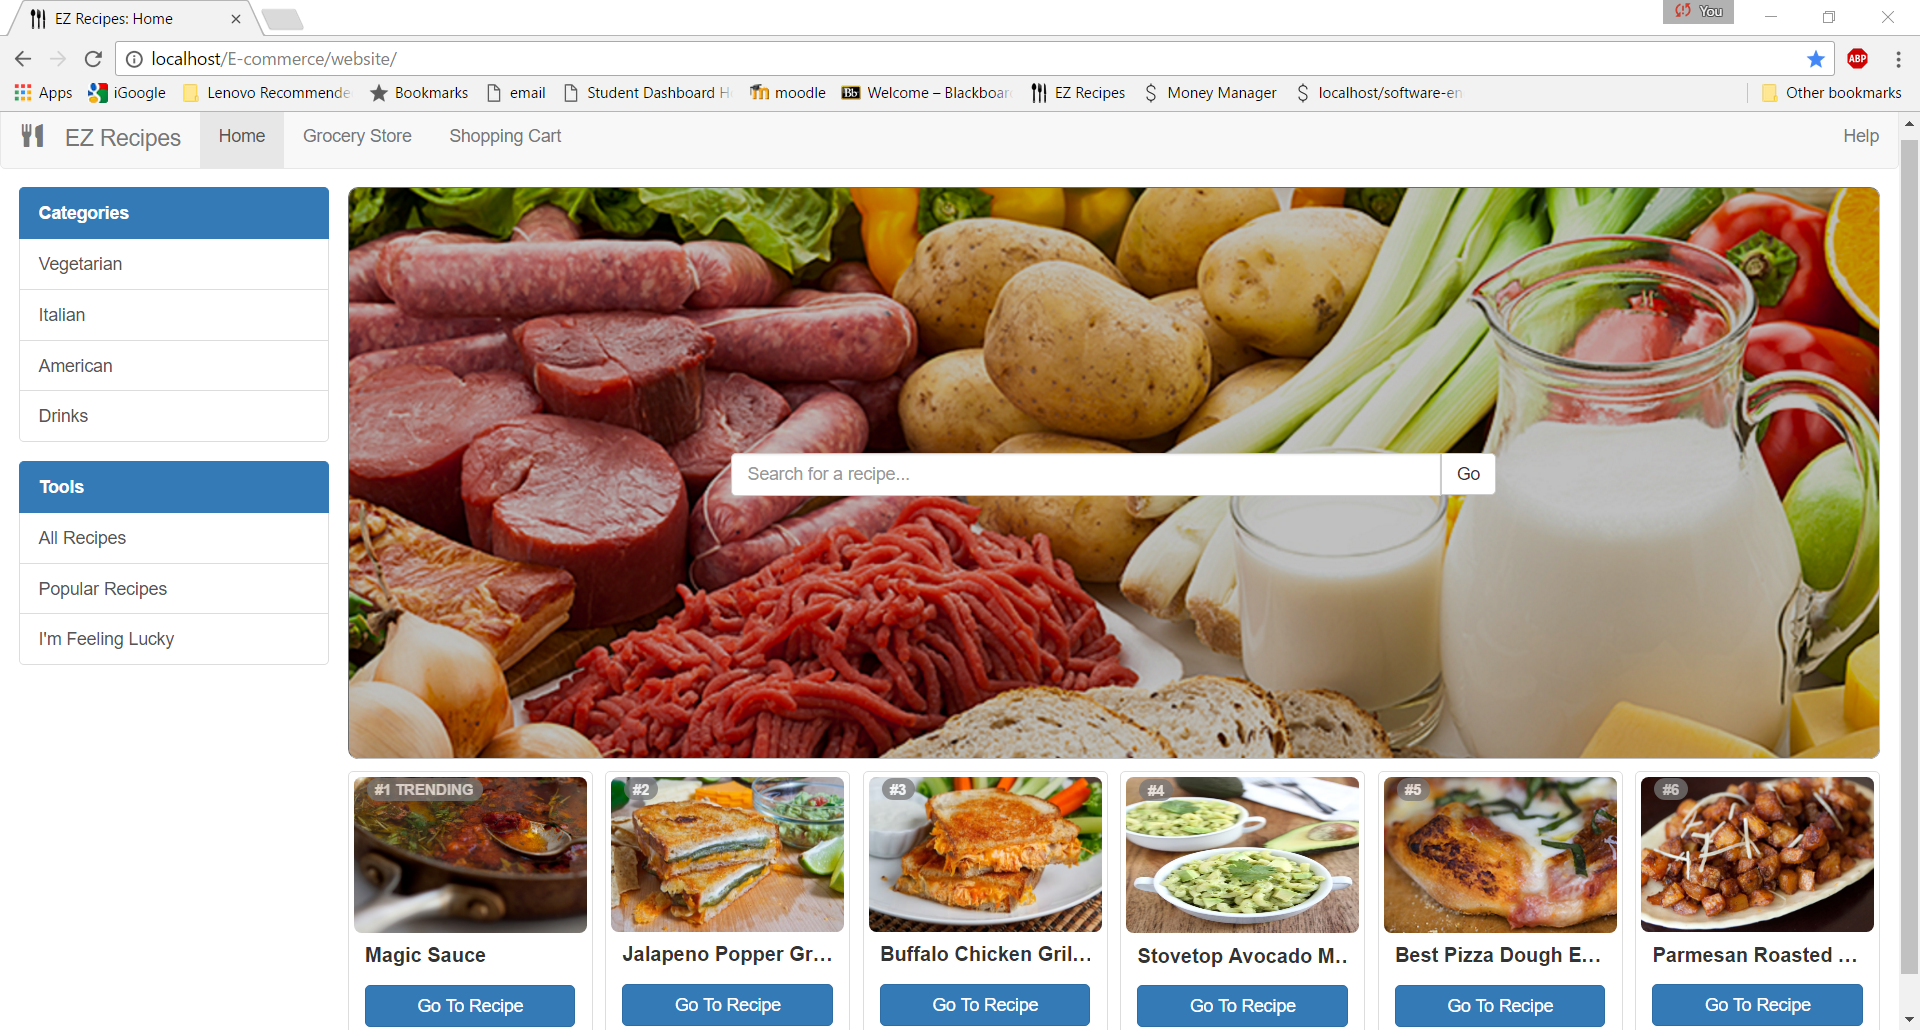 EZ Recipes: Home
You
localhost/E-commerce/website/
ABP
Apps
iGoogle
Lenovo Recommende
Bookmarks
email
Student Dashboard H
moodle
Bb
Welcome – Blackboar
EZ Recipes
Money Manager
localhost/software-en
Other bookmarks
EZ Recipes
Home
Grocery Store
Shopping Cart
Help
Categories
Vegetarian
Italian
American
Drinks
Tools
All Recipes
Popular Recipes
I'm Feeling Lucky
Search for a recipe...
Go
#1 TRENDING
#2
#3
#4
#5
#6
Magic Sauce
Jalapeno Popper Gr...
Buffalo Chicken Gril...
Stovetop Avocado M...
Best Pizza Dough E...
Parmesan Roasted ...
Go To Recipe
Go To Recipe
Go To Recipe
Go To Recipe
Go To Recipe
Go To Recipe